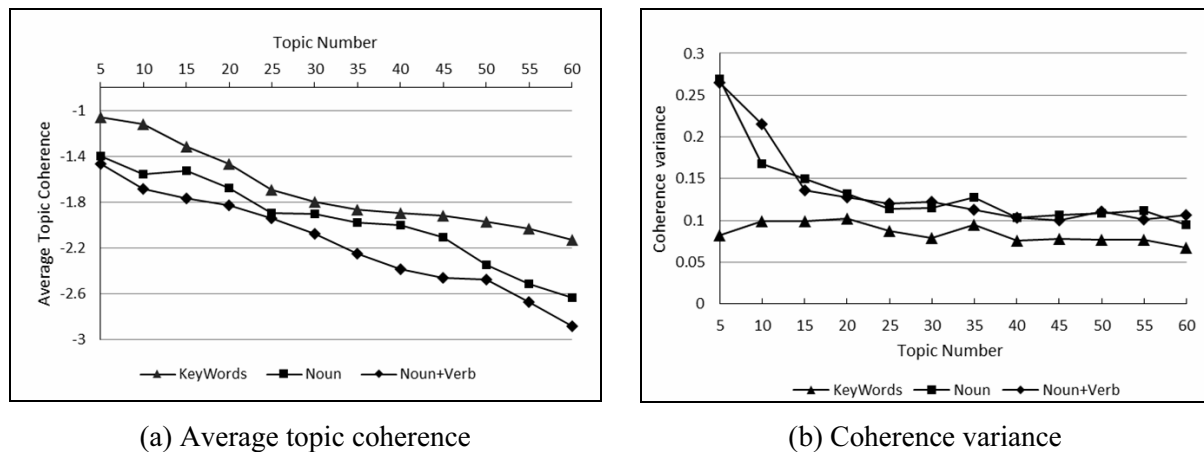 Topic Number
5 10 15 20 25 30 35 40 45 50 55 60
-1
-1.4
-1.8
-2.2
-2.6
-3
Average Topic Coherence
KeyWords Noun Noun+Verb
(a) Average topic coherence
0.3
0.25
0.2
0.15
0.1
0.05
0
Coherence variance
5 10 15 20 25 30 35 40 45 50 55 60
Topic Number
KeyWords Noun Noun+Verb
(b) Coherence variance